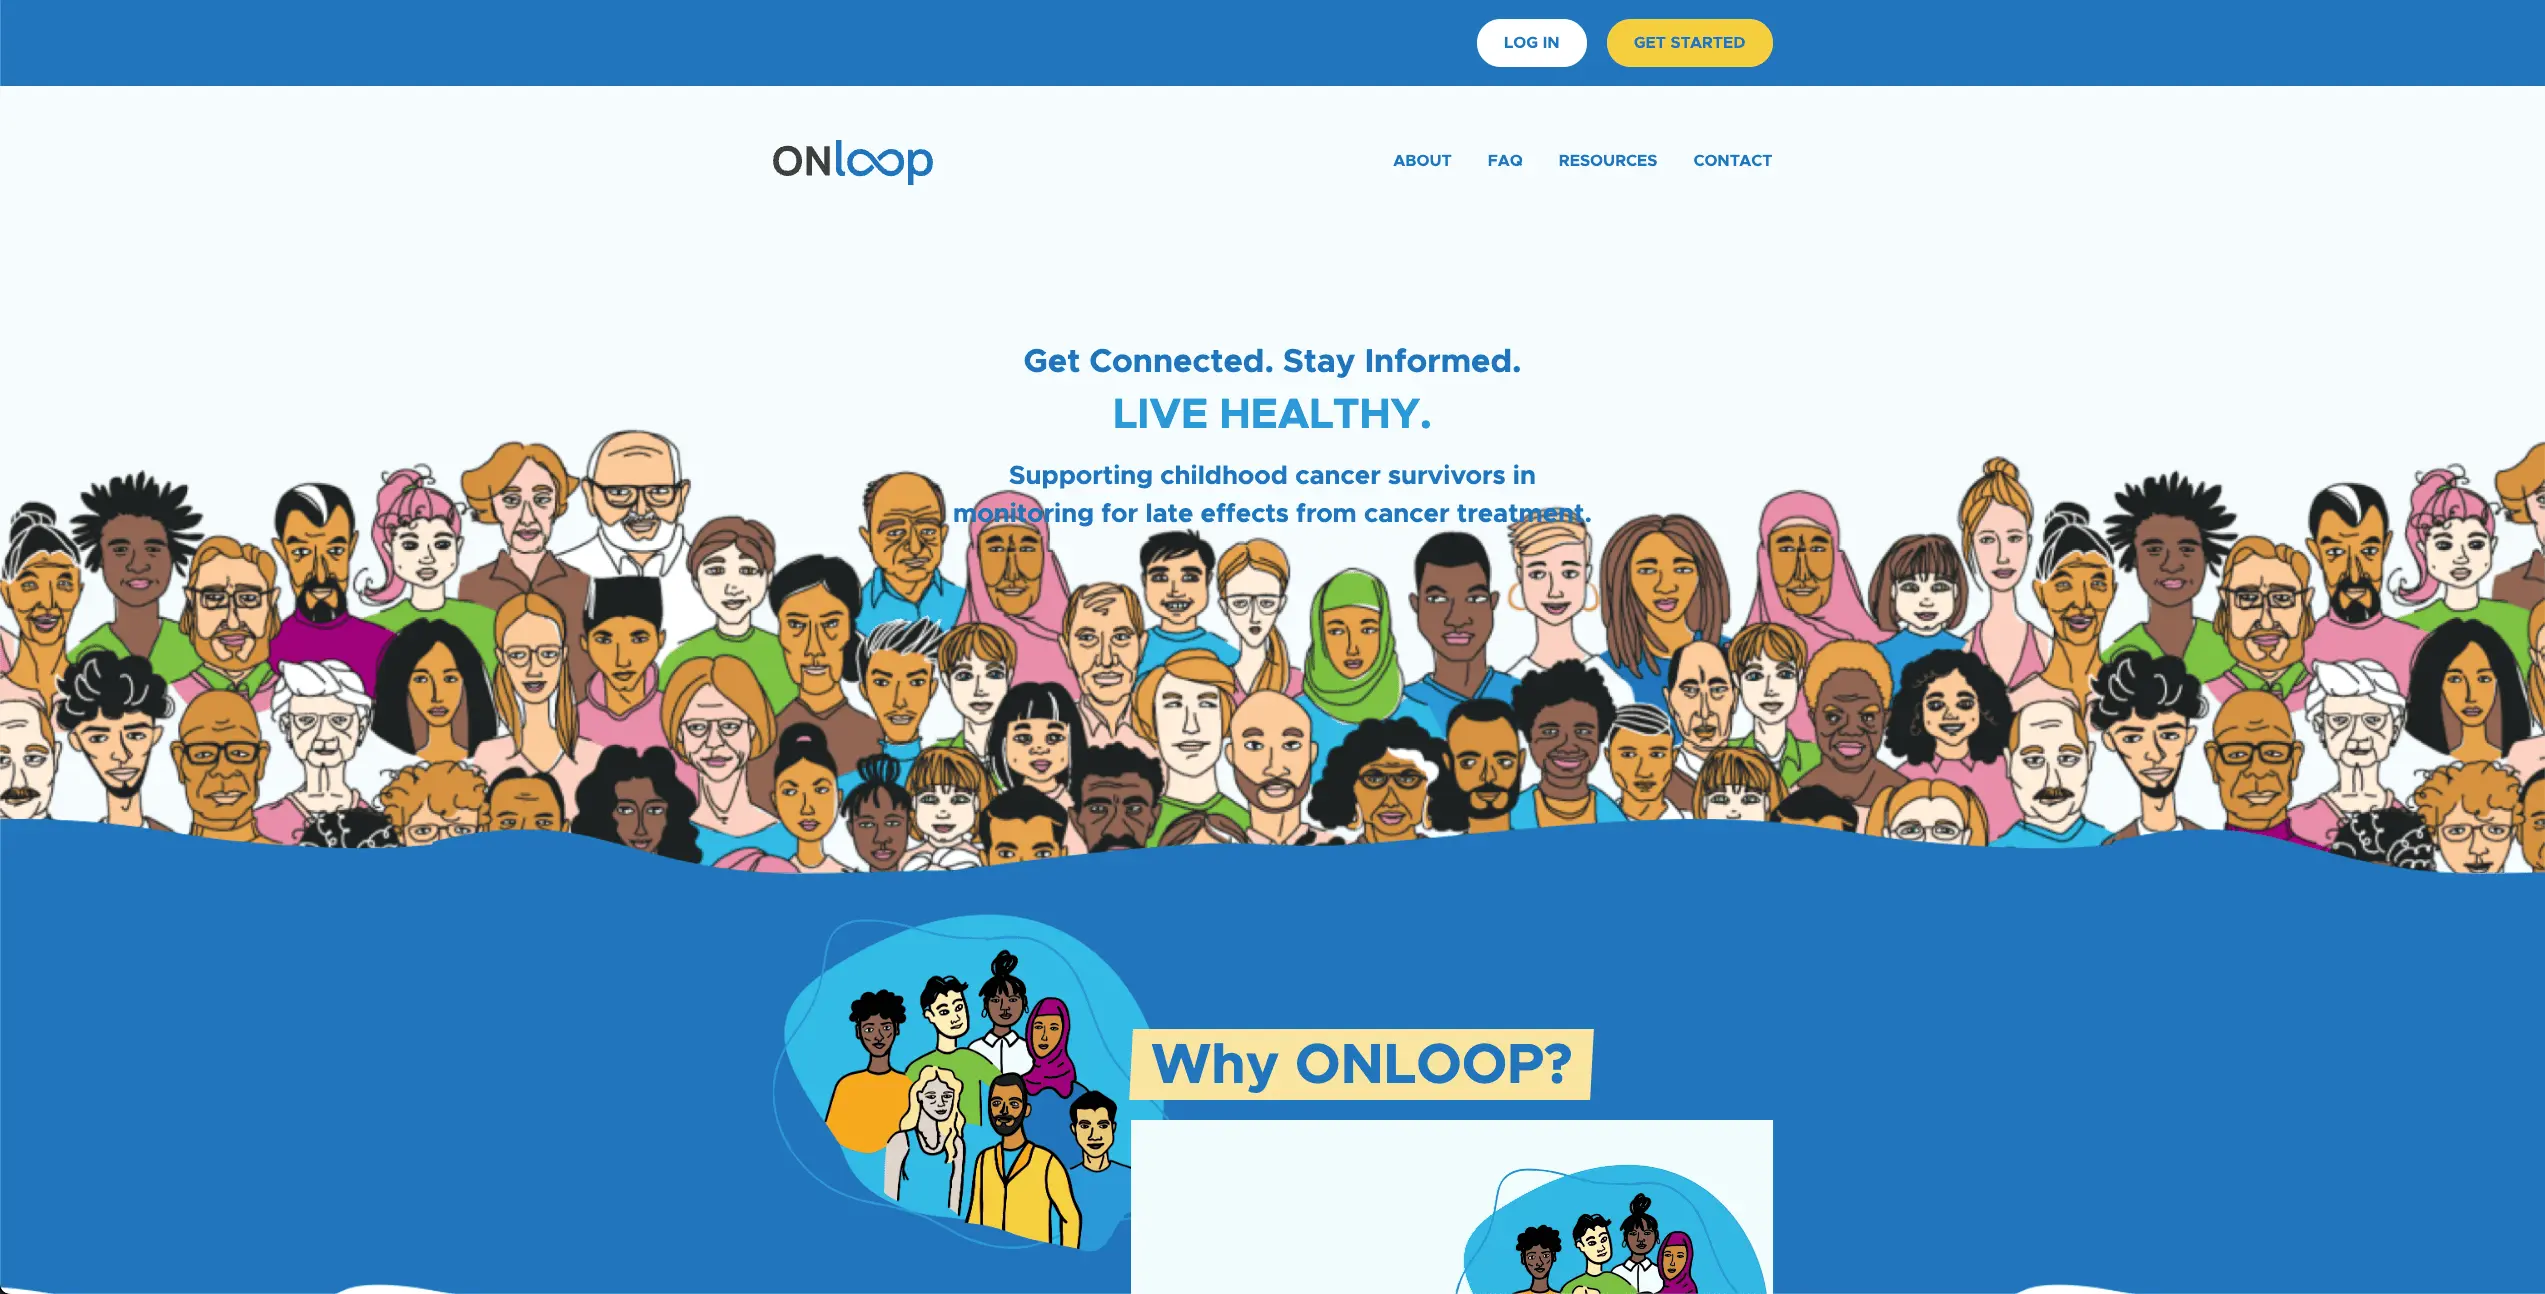 LOG IN GET STARTED
ONloop ABOUT FAQ RESOURCES CONTACT
Get Connected. Stay Informed.
LIVE HEALTHY.
Supporting childhood cancer survivors in
monitoring for late effects from cancer treatment.
Why ONLOOP?